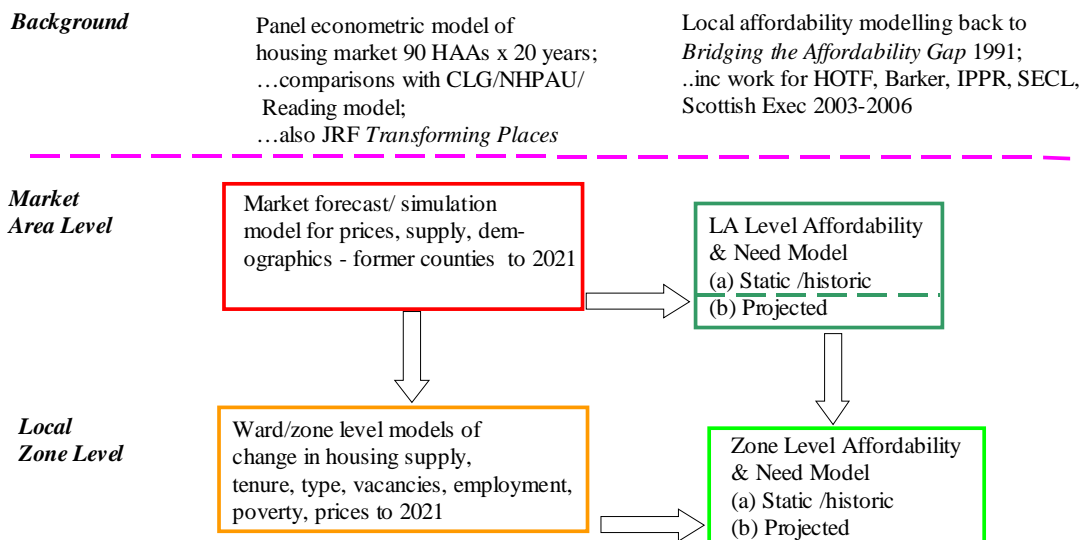 Background
Panel econometric model of
housing market 90 HAAs x 20 years;
…comparisons with CLG/NHPAU/
Reading model;
…also JRF Transforming Places
Local affordability modelling back to
Bridging the Affordability Gap 1991;
..inc work for HOTF, Barker, IPPR, SECL,
Scottish Exec 2003-2006
Market
Area Level
Market forecast/ simulation
model for prices, supply, dem-
ographics - former counties to 2021
LA Level Affordability
& Need Model
(a) Static /historic
(b) Projected
Local
Zone Level
Ward/zone level models of
change in housing supply,
tenure, type, vacancies, employment,
poverty, prices to 2021
Zone Level Affordability
& Need Model
(a) Static /historic
(b) Projected